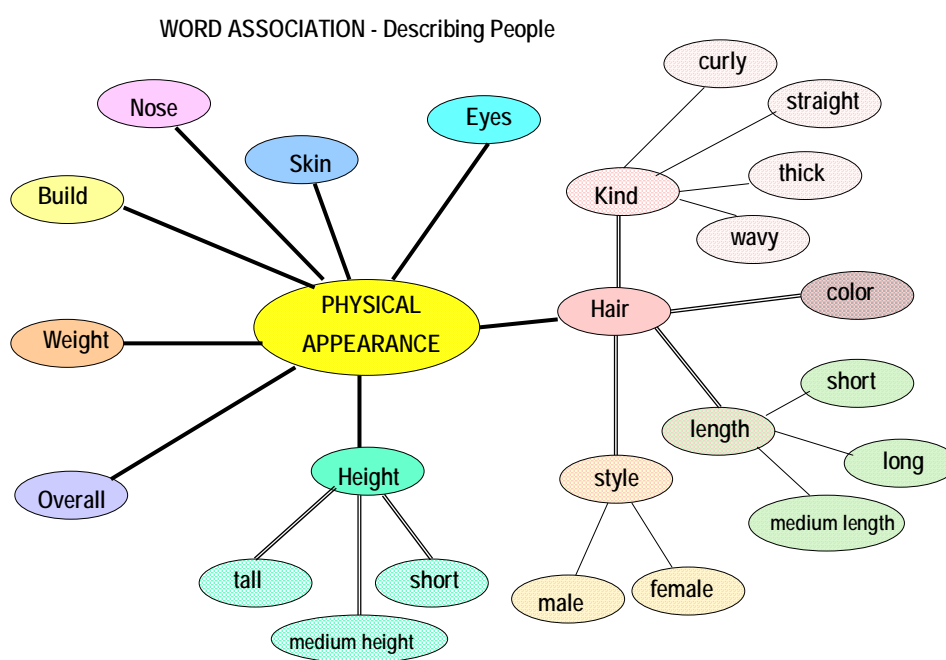 WORD ASSOCIATION - Describing People
curly
Nose
Eyes
straight
Skin
thick
Build
Kind
wavy
color
PHYSICAL
APPEARANCE
Hair
Weight
short
length
long
Height
style
Overall
medium length
tall
short
male
female
medium height